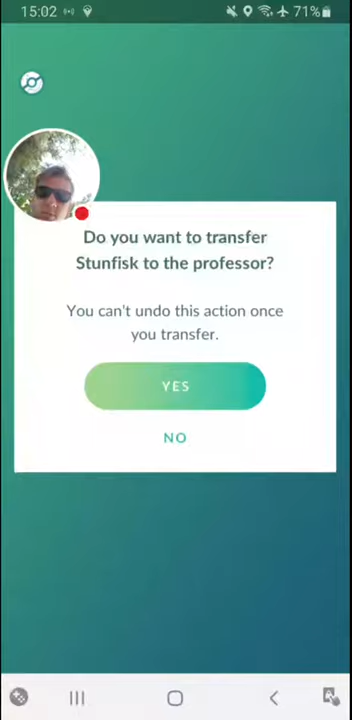 15:02 71%
Do you want to transfer
Stunfisk to the professor?
You can't undo this action once
you transfer.
YES
NO